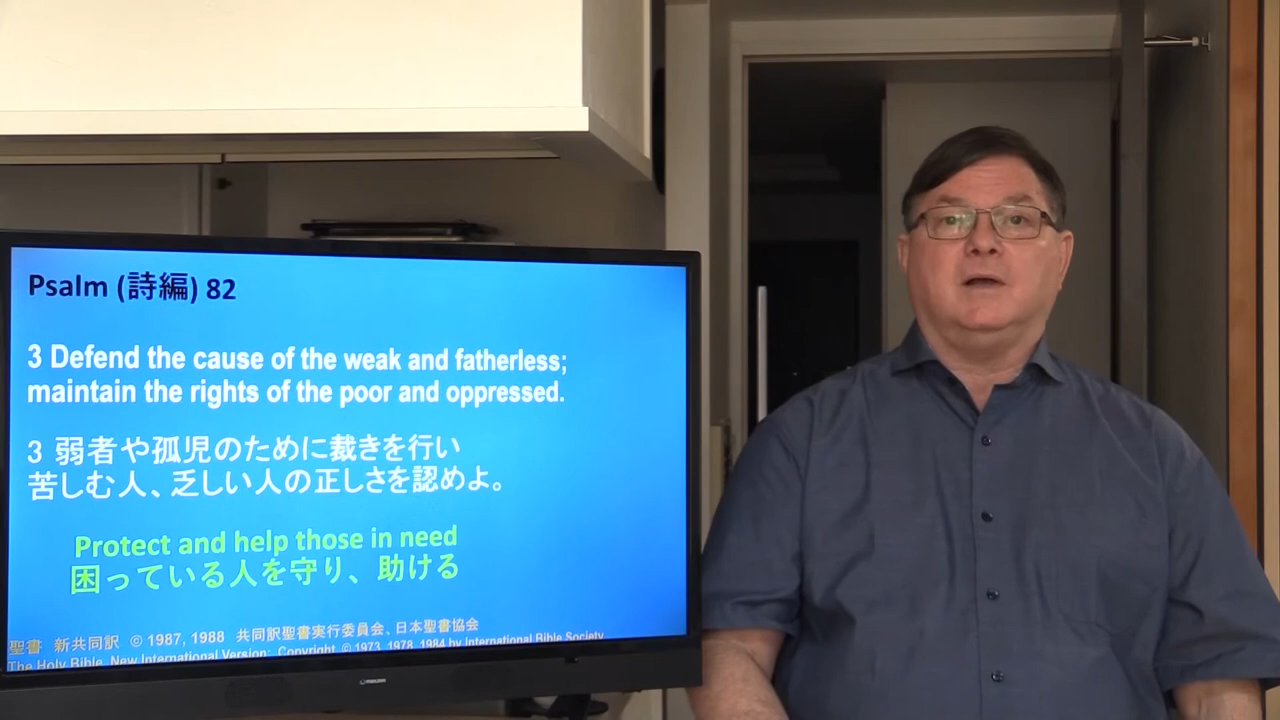 Psalm (詩編) 82
3 Defend the cause of the weak and fatherless;
maintain the rights of the poor and oppressed.
3 弱者や孤児のために裁きを行い
苦しむ人、乏しい人の正しさを認めよ。
Protect and help those in need
困っている人を守り、助ける
聖書 新共同訳 © 1987, 1988 共同訳聖書実行委員会、日本聖書協会
The Holy Bible, New International Version: Copyright © 1973, 1978, 1984 by International Bible Society